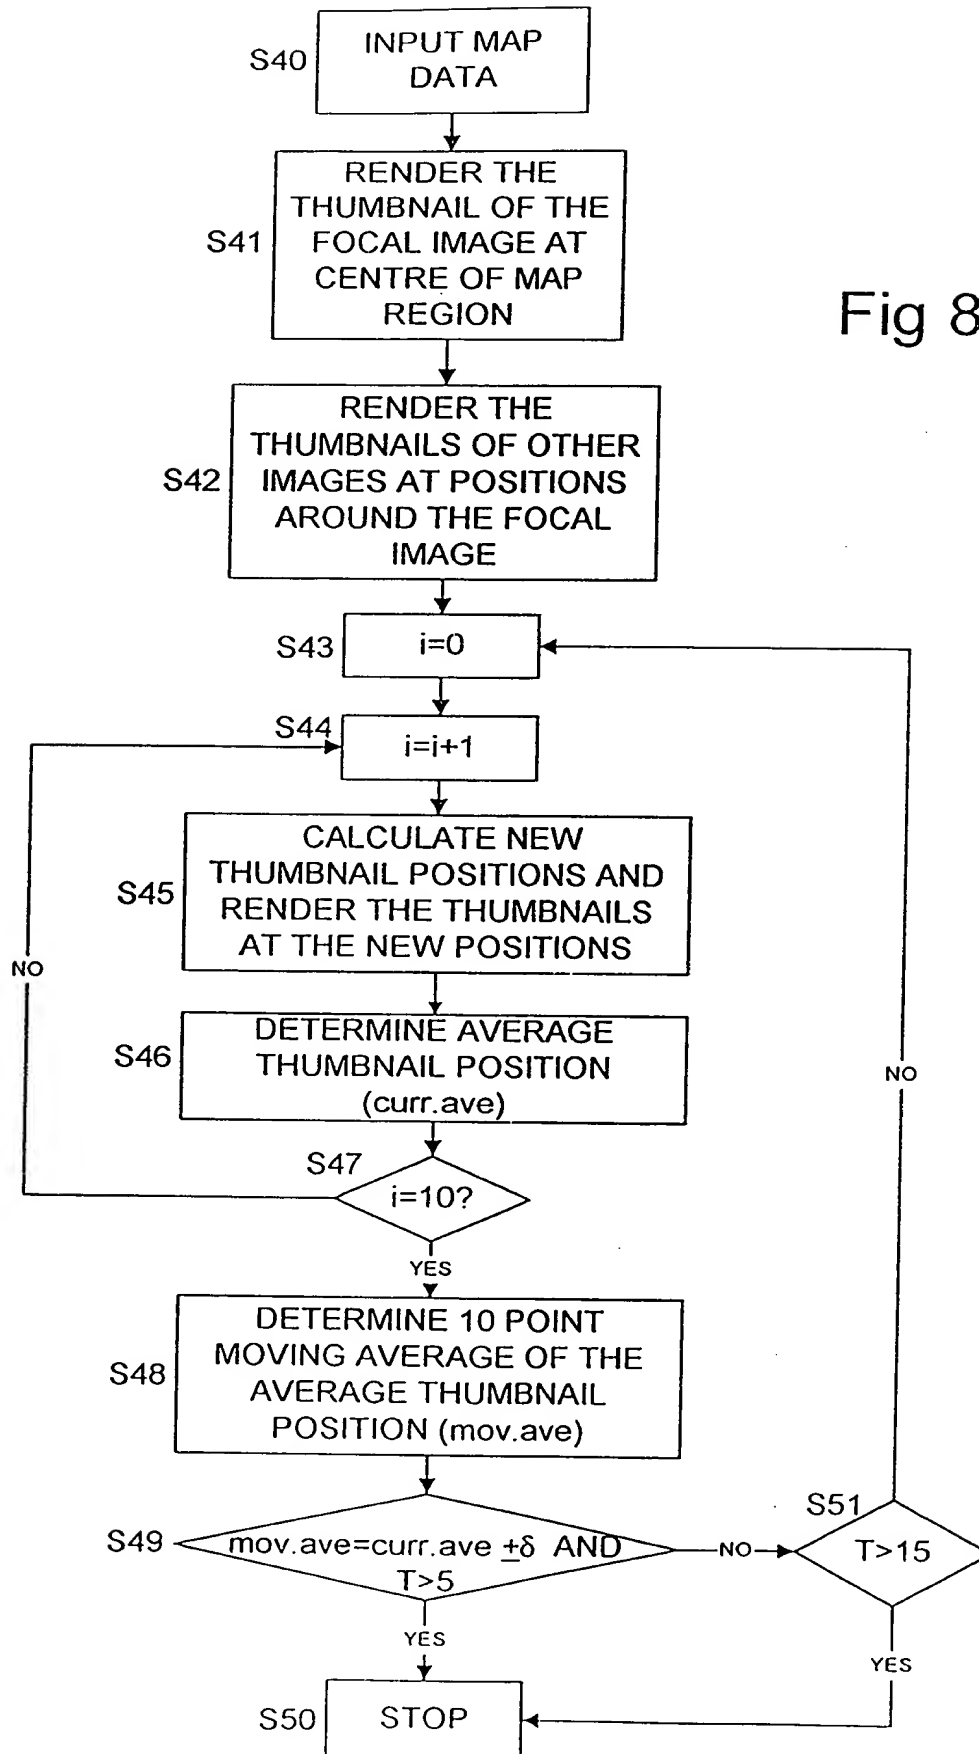 S40
INPUT MAP
DATA
S41
RENDER THE
THUMBNAIL OF THE
FOCAL IMAGE AT
CENTRE OF MAP
REGION
Fig 8
S42
RENDER THE
THUMBNAILS OF OTHER
IMAGES AT POSITIONS
AROUND THE FOCAL
IMAGE
S43
i=0
S44
i=i+1
S45
CALCULATE NEW
THUMBNAIL POSITIONS AND
RENDER THE THUMBNAILS
AT THE NEW POSITIONS
NO
S46
DETERMINE AVERAGE
THUMBNAIL POSITION
(curr.ave)
NO
S47
i=10?
YES
S48
DETERMINE 10 POINT
MOVING AVERAGE OF THE
AVERAGE THUMBNAIL
POSITION (mov.ave)
S49
mov.ave=curr.ave ±δ AND
T>5
NO
S51
T>15
YES
YES
S50
STOP